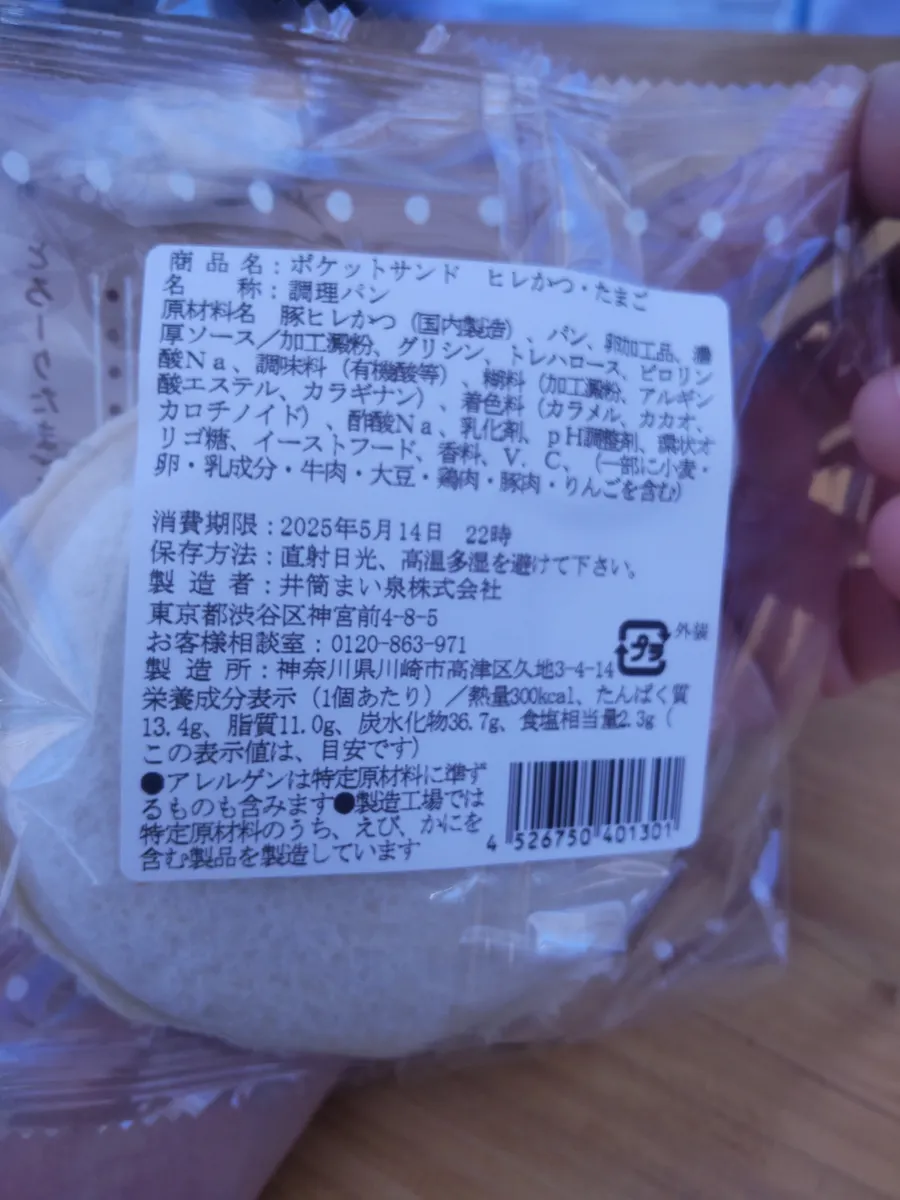 とろーりたま
商品名：ポケットサンド　ヒレかつ・たまご
名　　称：調理パン
原材料名　豚ヒレかつ（国内製造）、パン、卵加工品、濃
厚ソース／加工澱粉、グリシン、トレハロース、ピロリン
酸Ｎａ、調味料（有機酸等）、糊料（加工澱粉、アルギン
酸エステル、カラギナン）、着色料（カラメル、カカオ、
カロチノイド）、酢酸Ｎａ、乳化剤、ｐＨ調整剤、環状オ
リゴ糖、イーストフード、香料、Ｖ．Ｃ、（一部に小麦・
卵・乳成分・牛肉・大豆・鶏肉・豚肉・りんごを含む）
消費期限：2025年5月14日　22時
保存方法：直射日光、高温多湿を避けて下さい。
製造者：井筒まい泉株式会社
東京都渋谷区神宮前4-8-5
お客様相談室：0120-863-971
製造所：神奈川県川崎市高津区久地3-4-14
プラ 外装
栄養成分表示（1個あたり）／熱量300kcal、たんぱく質
13.4g、脂質11.0g、炭水化物36.7g、食塩相当量2.3g（
この表示値は、目安です）
●アレルゲンは特定原材料に準ず
るものも含みます●製造工場では
特定原材料のうち、えび、かにを
含む製品を製造しています
4 526750 401301